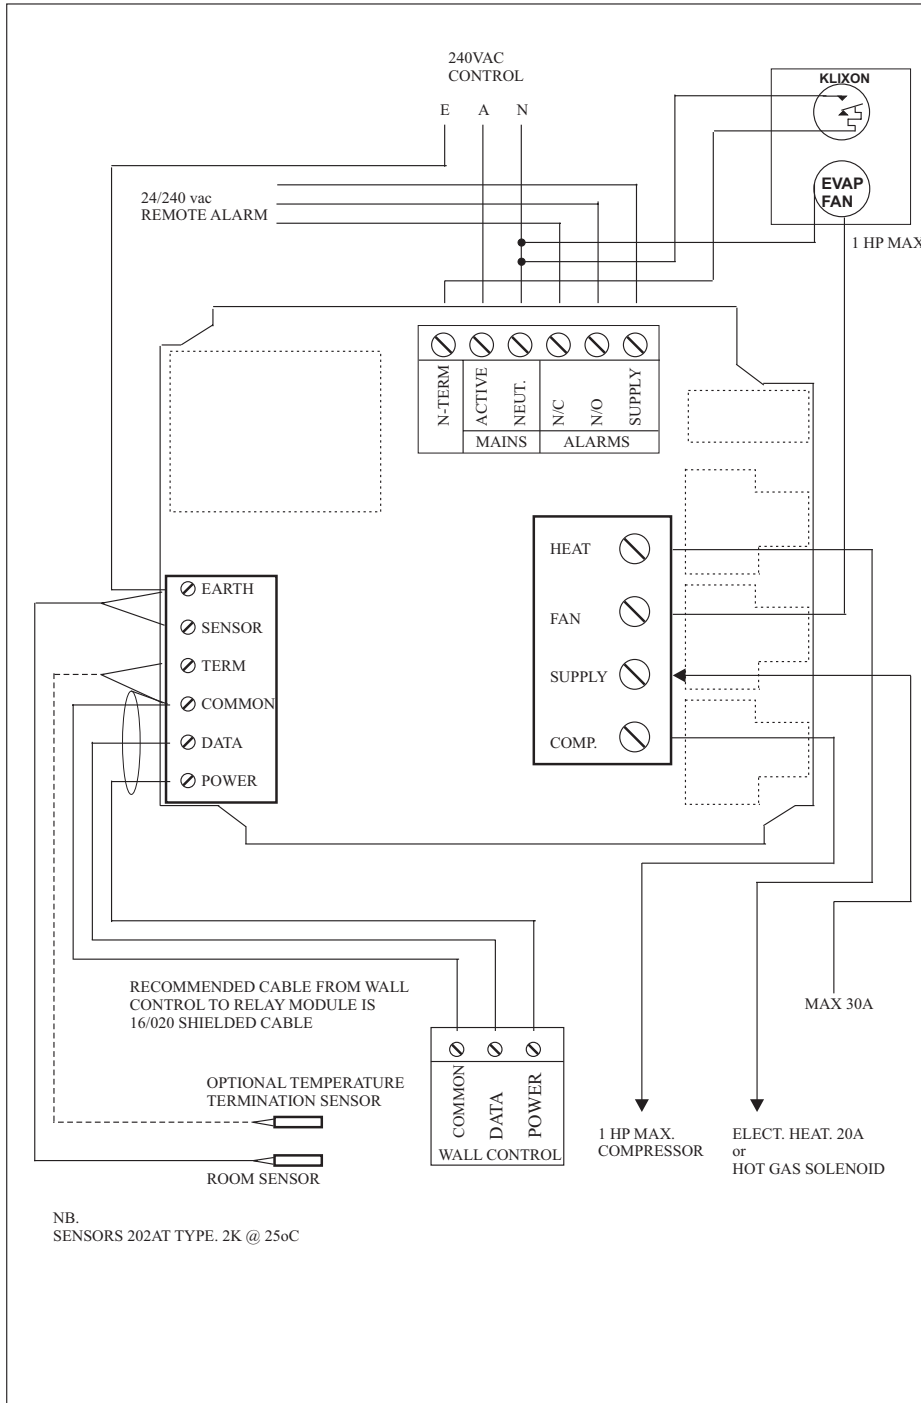 240VAC
CONTROL
E A N
KLIXON
EVAP
FAN
1 HP MAX
24/240 vac
REMOTE ALARM
N-TERM
ACTIVE
NEUT.
N/C
N/O
SUPPLY
MAINS
ALARMS
HEAT
FAN
SUPPLY
COMP.
EARTH
SENSOR
TERM
COMMON
DATA
POWER
RECOMMENDED CABLE FROM WALL
CONTROL TO RELAY MODULE IS
16/020 SHIELDED CABLE
MAX 30A
COMMON
DATA
POWER
WALL CONTROL
OPTIONAL TEMPERATURE
TERMINATION SENSOR
ROOM SENSOR
1 HP MAX.
COMPRESSOR
ELECT. HEAT. 20A
or
HOT GAS SOLENOID
NB.
SENSORS 202AT TYPE. 2K @ 25oC